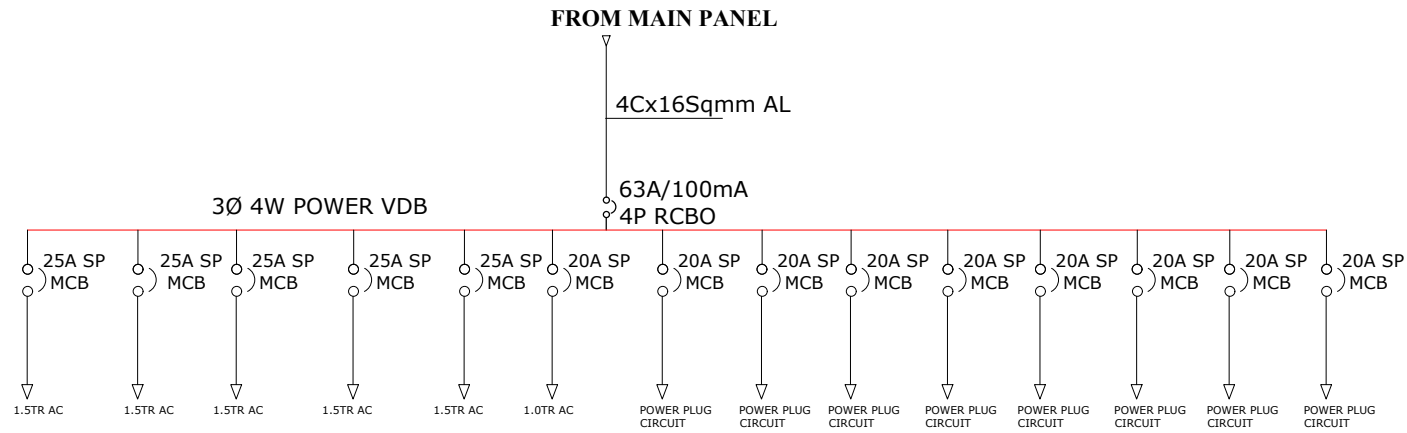 FROM MAIN PANEL
4Cx16Sqmm AL
63A/100mA
4P RCBO
3Ø 4W POWER VDB
25A SP
MCB
25A SP
MCB
25A SP
MCB
25A SP
MCB
25A SP
MCB
20A SP
MCB
20A SP
MCB
20A SP
MCB
20A SP
MCB
20A SP
MCB
20A SP
MCB
20A SP
MCB
20A SP
MCB
20A SP
MCB
1.5TR AC
1.5TR AC
1.5TR AC
1.5TR AC
1.5TR AC
1.0TR AC
POWER PLUG
CIRCUIT
POWER PLUG
CIRCUIT
POWER PLUG
CIRCUIT
POWER PLUG
CIRCUIT
POWER PLUG
CIRCUIT
POWER PLUG
CIRCUIT
POWER PLUG
CIRCUIT
POWER PLUG
CIRCUIT